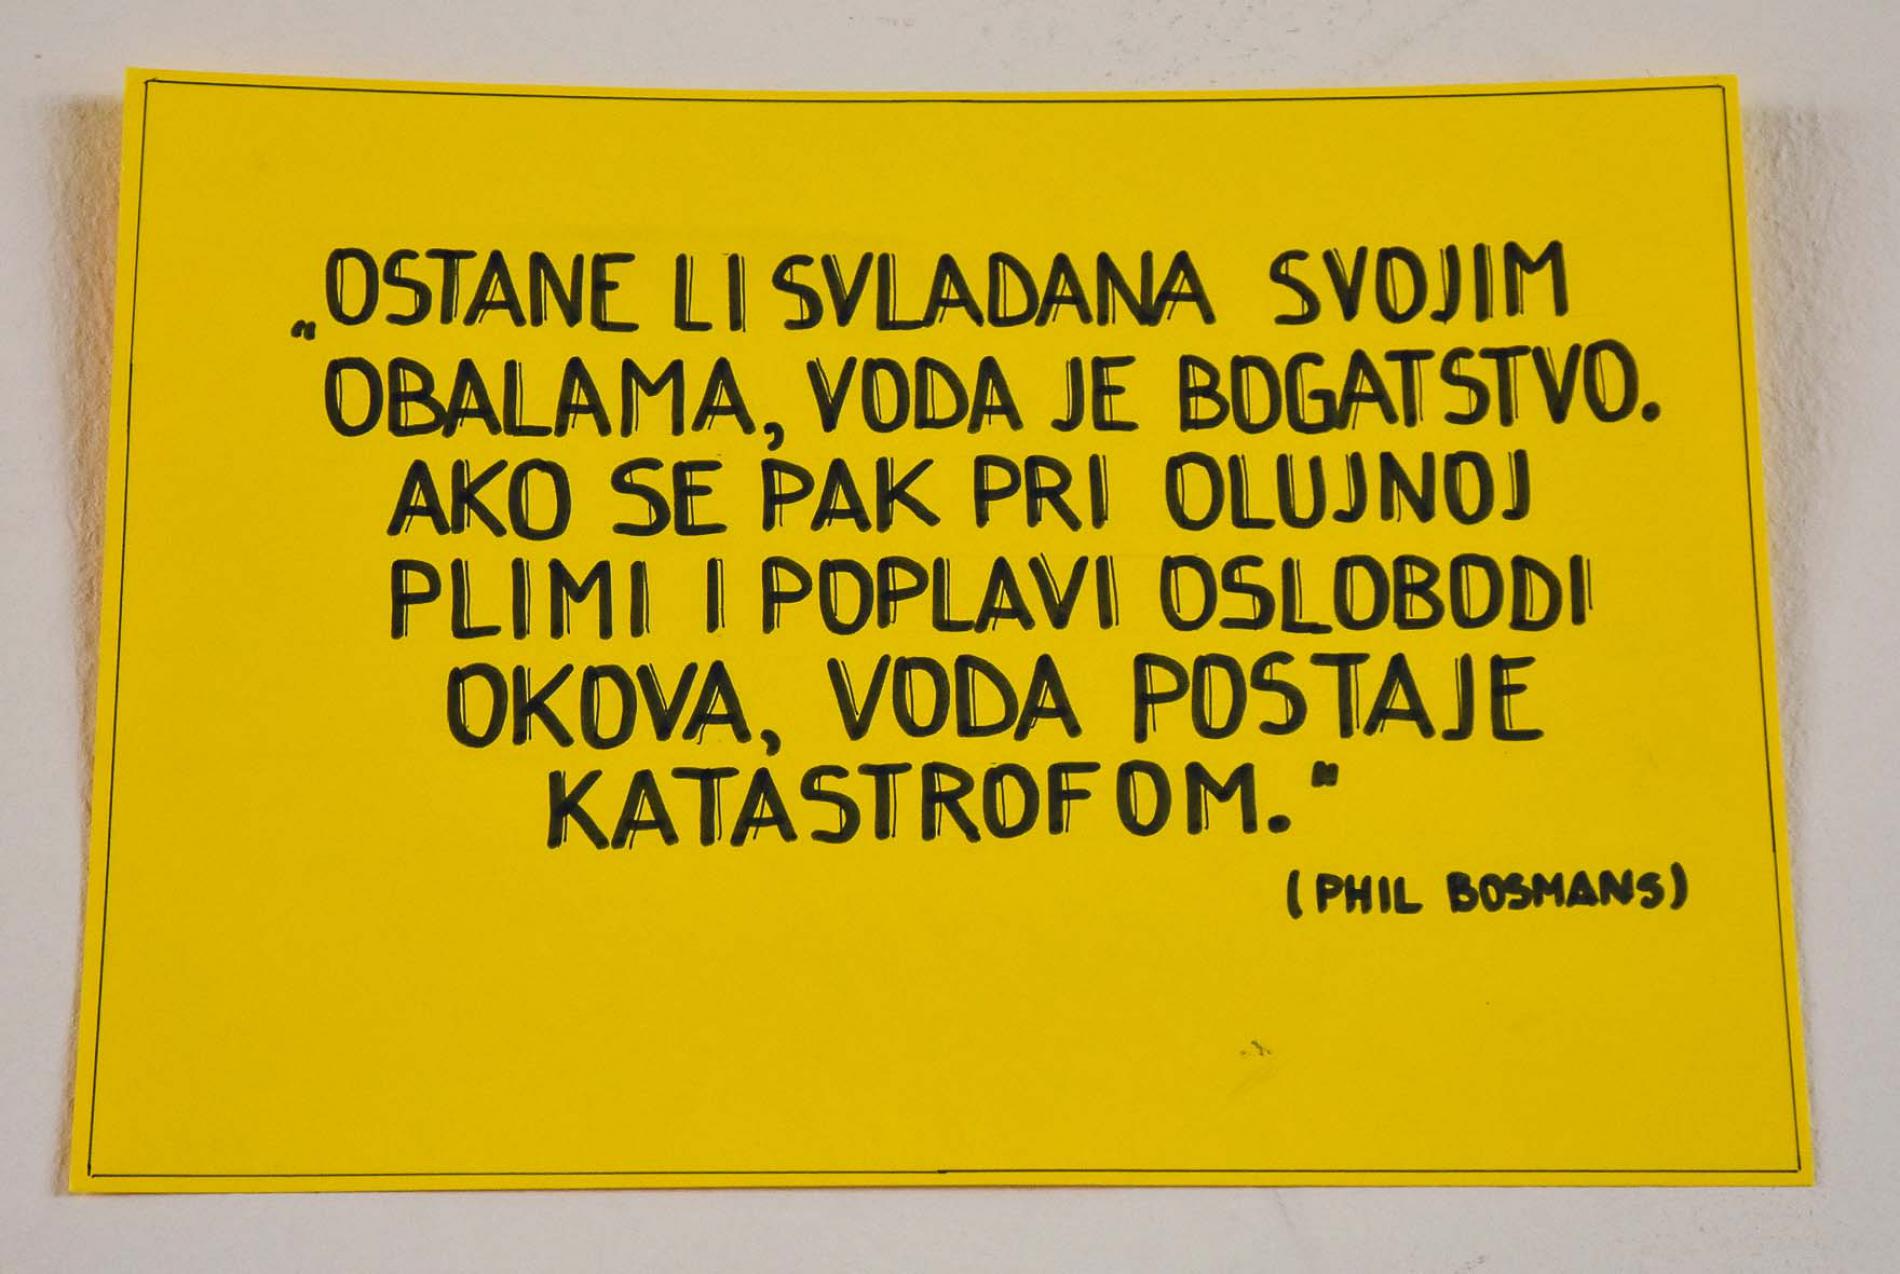 „OSTANE LI SVLADANA SVOJIM
OBALAMA, VODA JE BOGATSTVO.
AKO SE PAK PRI OLUJNOJ
PLIMI I POPLAVI OSLOBODI
OKOVA, VODA POSTAJE
KATASTROFOM.“
(PHIL BOSMANS)